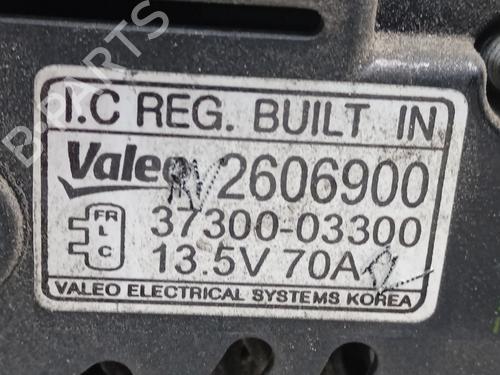 B-PARTS
I.C REG. BUILT IN
Valeo 2606900
FR
L
C
37300-03300
13.5V 70A
VALEO ELECTRICAL SYSTEMS KOREA